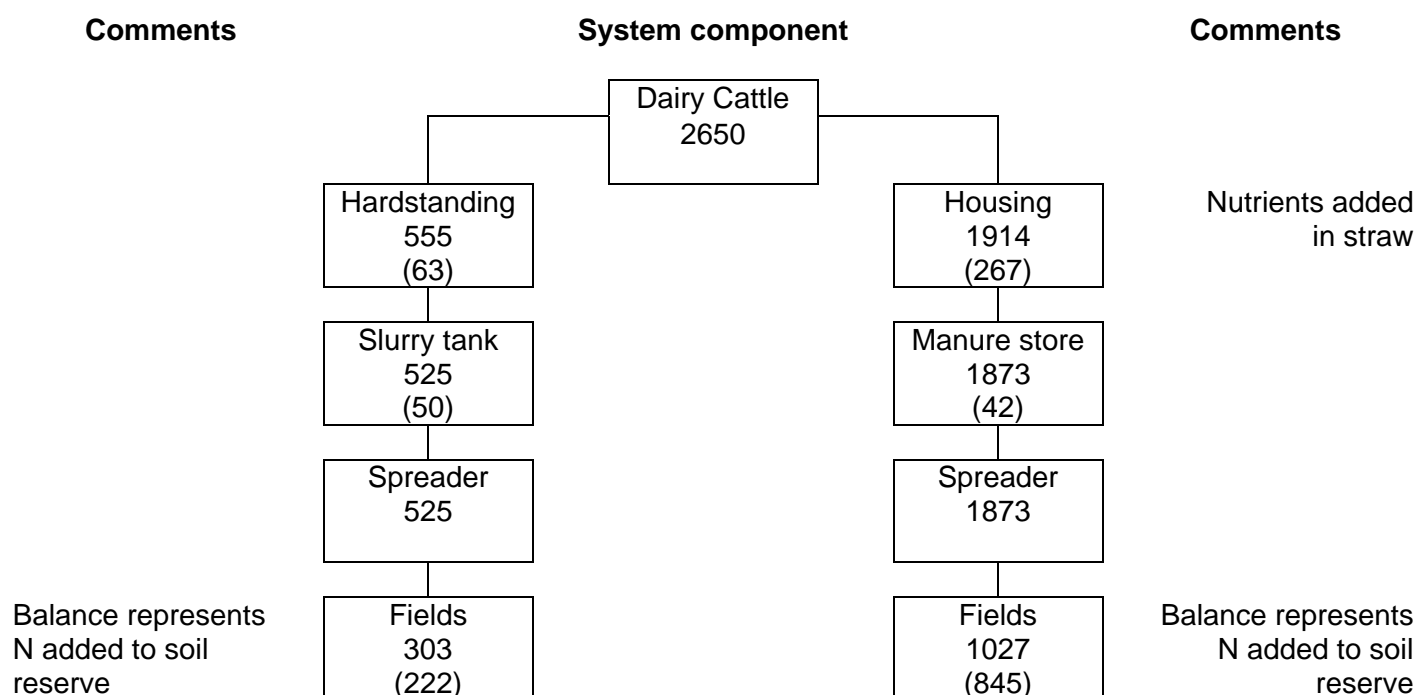 Comments
System component
Comments
Dairy Cattle
2650
Hardstanding
555
(63)
Housing
1914
(267)
Nutrients added
in straw
Slurry tank
525
(50)
Manure store
1873
(42)
Spreader
525
Spreader
1873
Balance represents
N added to soil
reserve
Fields
303
(222)
Fields
1027
(845)
Balance represents
N added to soil
reserve